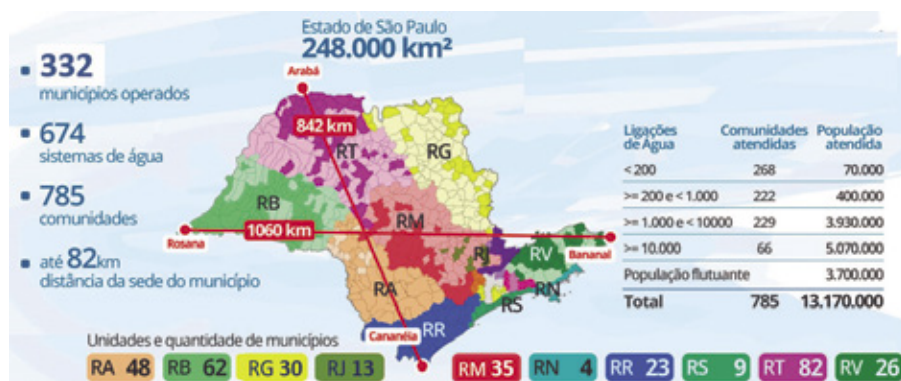 Estado de São Paulo
248.000 km²
332
municípios operados
674
sistemas de água
785
comunidades
até 82km
distância da sede do município
Arabá
842 km
RT
RG
RB
RM
1060 km
Rosana
Bananal
RJ
RV
RA
RN
RS
Cananéia
RR
Ligações de Água Comunidades atendidas População atendida
< 200 268 70.000
>= 200 e < 1.000 222 400.000
>= 1.000 e < 10000 229 3.930.000
>= 10.000 66 5.070.000
População flutuante 3.700.000
Total 785 13.170.000
Unidades e quantidade de municípios
RA 48 RB 62 RG 30 RJ 13 RM 35 RN 4 RR 23 RS 9 RT 82 RV 26